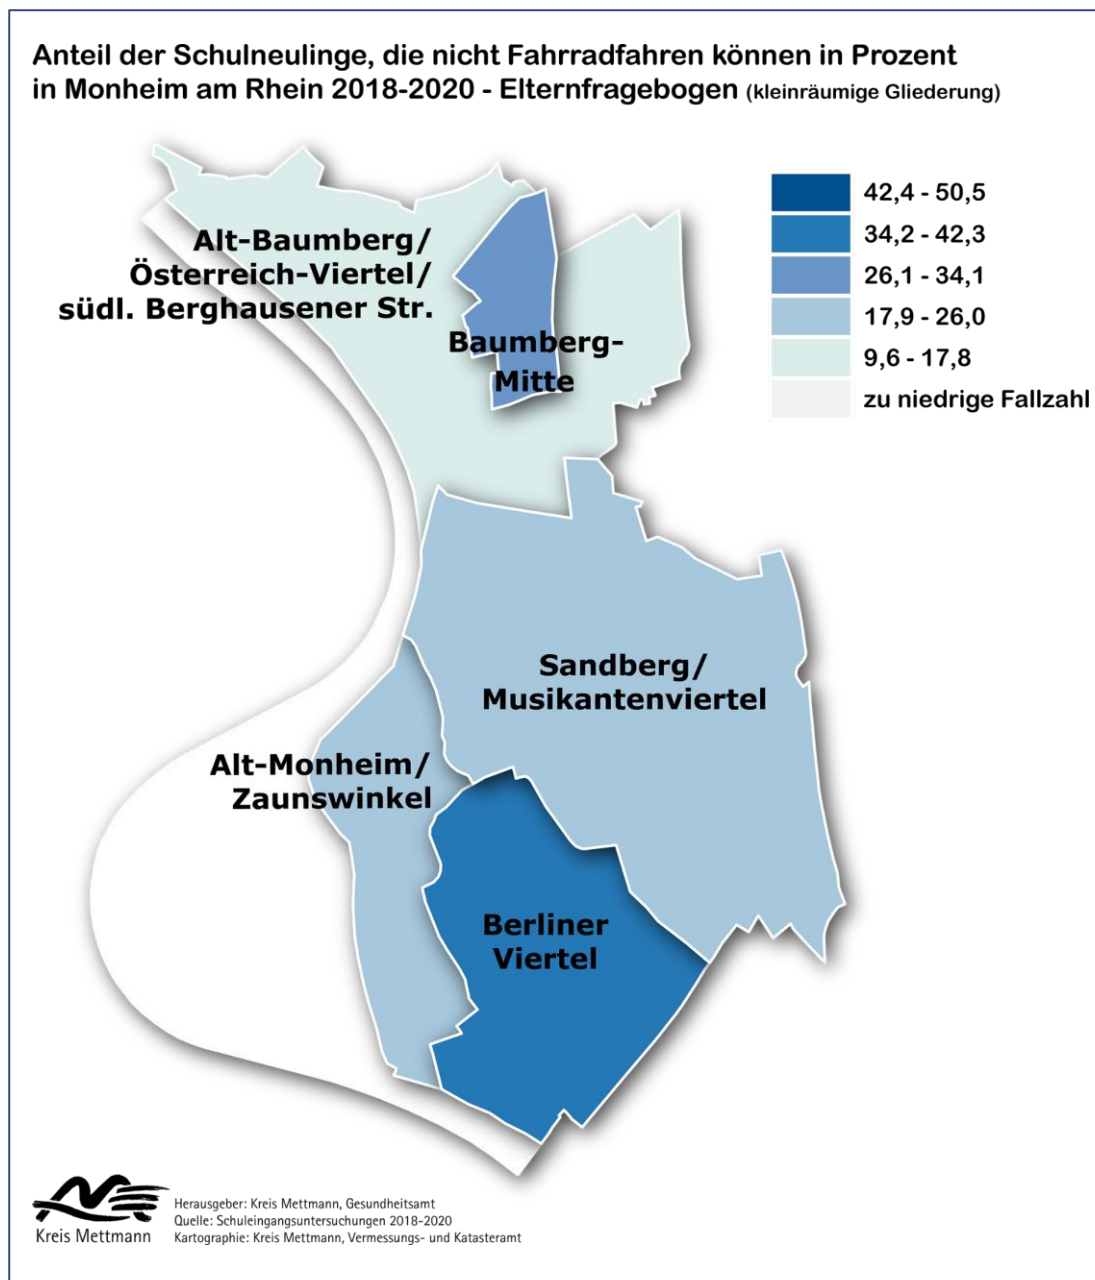 Anteil der Schulneulinge, die nicht Fahrradfahren können in Prozent
in Monheim am Rhein 2018-2020 - Elternfragebogen (kleinräumige Gliederung)
42,4 - 50,5
34,2 - 42,3
26,1 - 34,1
17,9 - 26,0
9,6 - 17,8
zu niedrige Fallzahl
Alt-Baumberg/
Österreich-Viertel/
südl. Berghausener Str.
Baumberg-
Mitte
Sandberg/
Musikantenviertel
Alt-Monheim/
Zaunswinkel
Berliner
Viertel
Kreis Mettmann
Herausgeber: Kreis Mettmann, Gesundheitsamt
Quelle: Schuleingangsuntersuchungen 2018-2020
Kartographie: Kreis Mettmann, Vermessungs- und Katasteramt